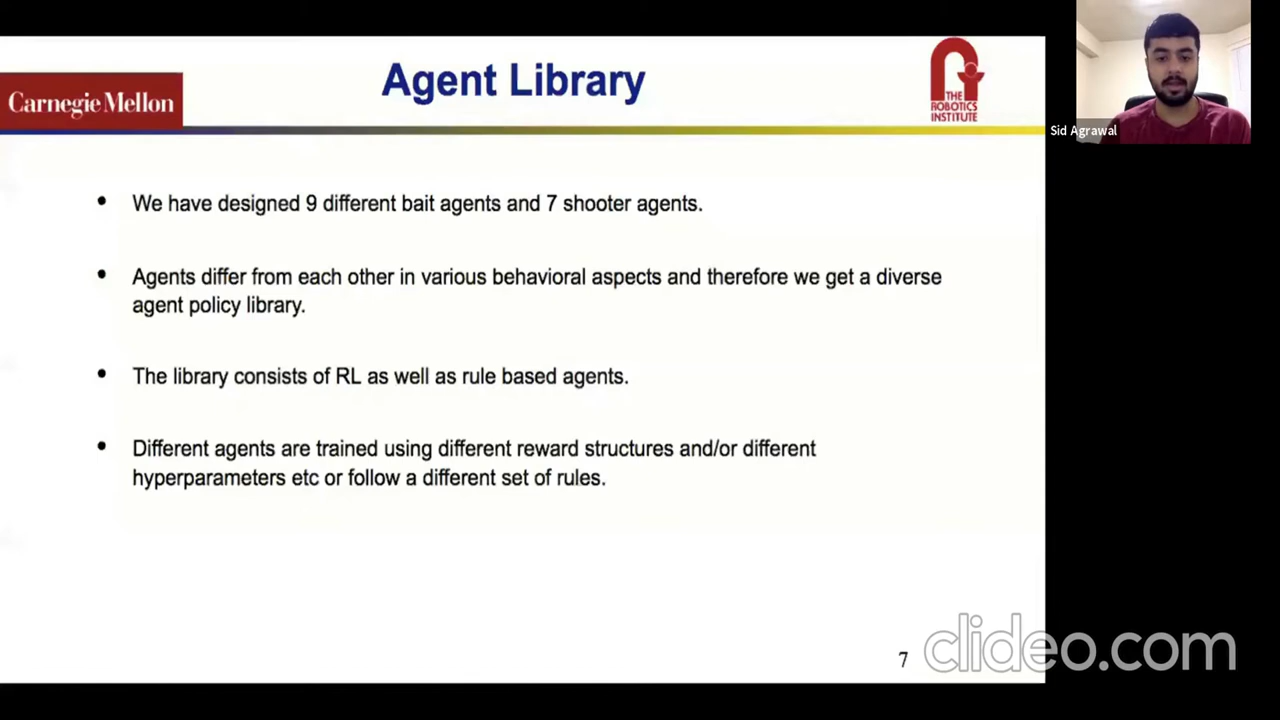 Agent Library
Carnegie Mellon
THE
ROBOTICS
INSTITUTE
Sid Agrawal
• We have designed 9 different bait agents and 7 shooter agents.
• Agents differ from each other in various behavioral aspects and therefore we get a diverse
agent policy library.
• The library consists of RL as well as rule based agents.
• Different agents are trained using different reward structures and/or different
hyperparameters etc or follow a different set of rules.
7
clideo.com